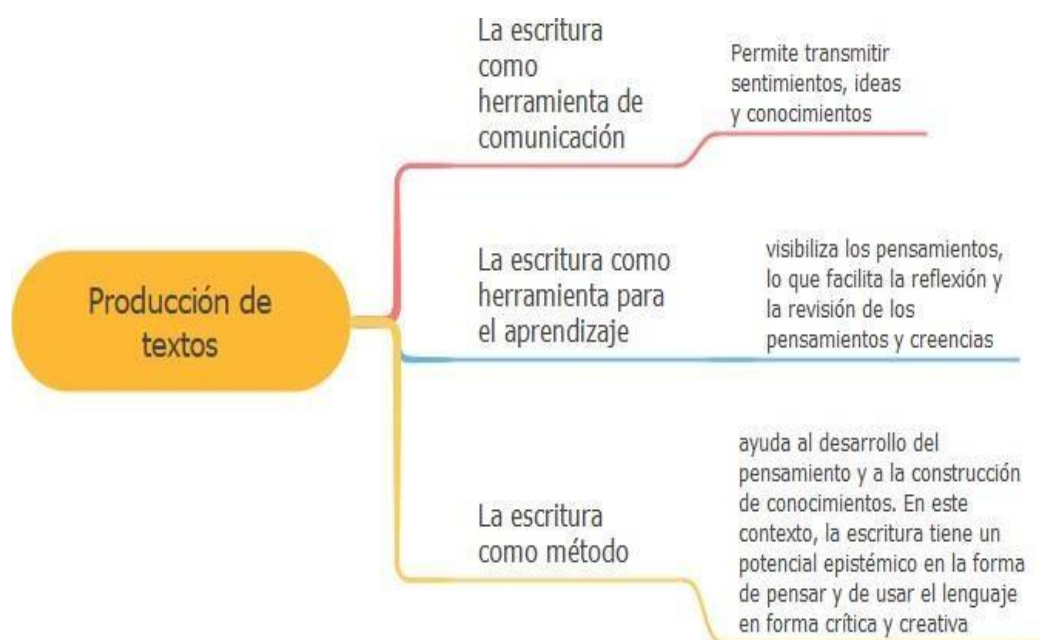 La escritura
como
herramienta de
comunicación
Permite transmitir
sentimientos, ideas
y conocimientos
Producción de
textos
La escritura como
herramienta para
el aprendizaje
visibiliza los pensamientos,
lo que facilita la reflexión y
la revisión de los
pensamientos y creencias
La escritura
como método
ayuda al desarrollo del
pensamiento y a la construcción
de conocimientos. En este
contexto, la escritura tiene un
potencial epistémico en la forma
de pensar y de usar el lenguaje
en forma crítica y creativa